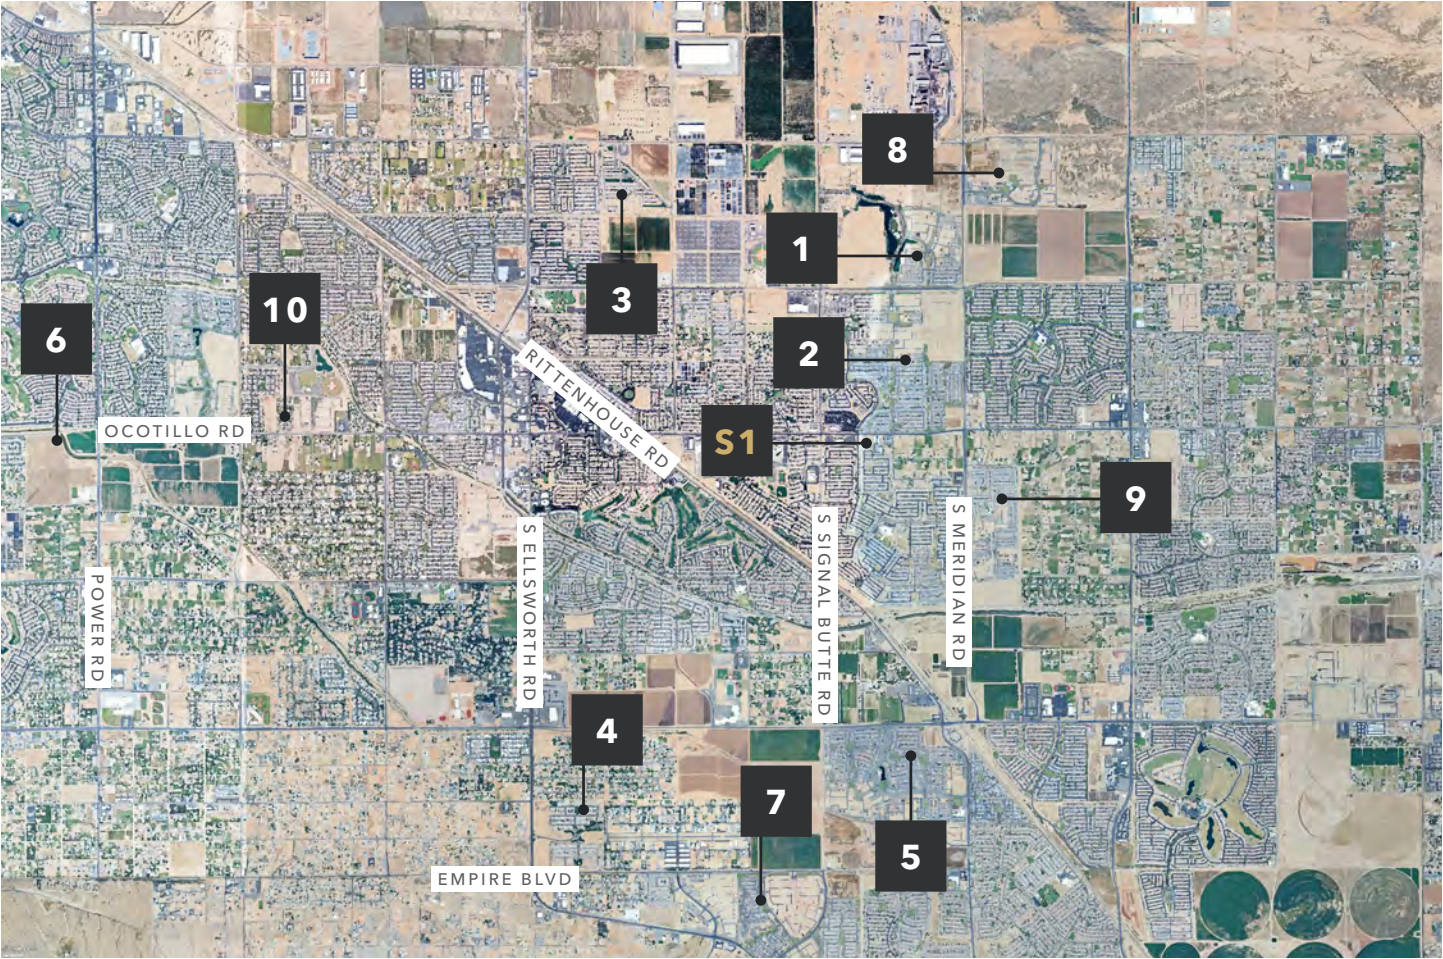 8
1
3
10
6
2
RITTENHOUSE RD
OCOTILLO RD
S1
9
S ELLSWORTH RD
S SIGNAL BUTTE RD
S MERIDIAN RD
POWER RD
4
7
5
EMPIRE BLVD